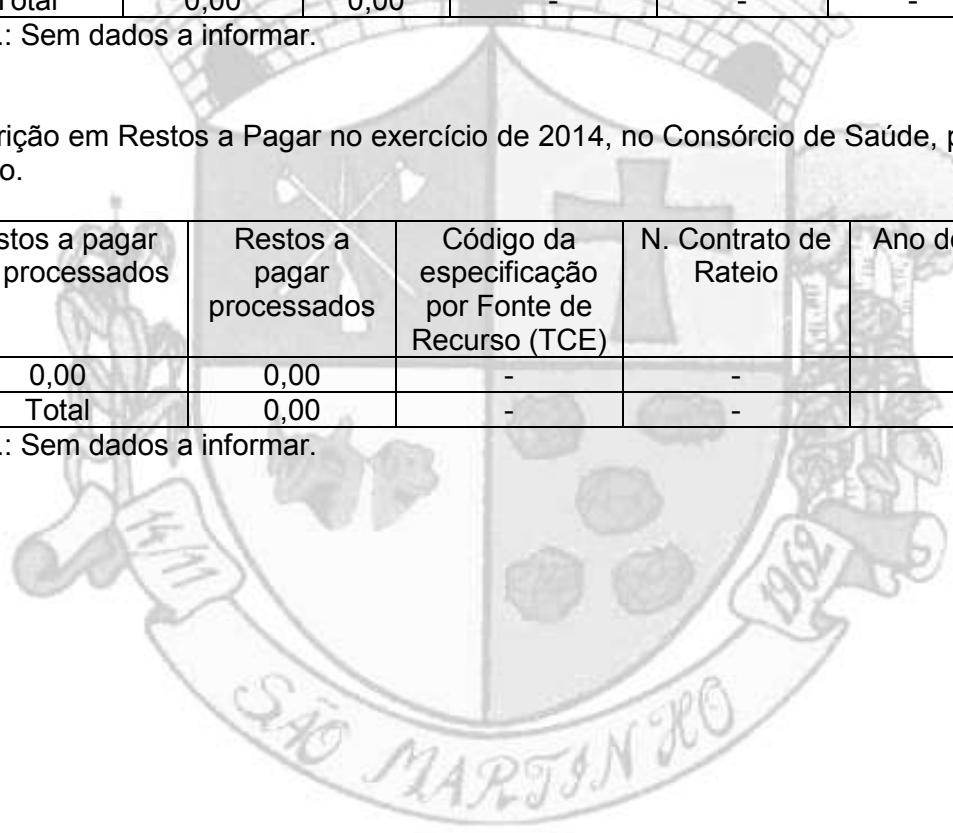 Total 0,00 0,00 - - -
.: Sem dados a informar.
rição em Restos a Pagar no exercício de 2014, no Consórcio de Saúde, p
o.
stos a pagar Restos a Código da N. Contrato de Ano de
processados pagar especificação Rateio
processados por Fonte de
Recurso (TCE)
0,00 0,00 - -
Total 0,00 - -
.: Sem dados a informar.
14/11 1962
SÃO MARTINHO